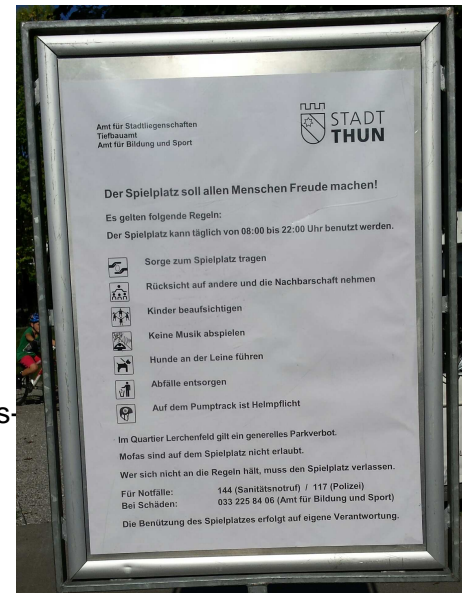 Amt für Stadtliegenschaften
Tiefbauamt
Amt für Bildung und Sport
STADT
THUN
Der Spielplatz soll allen Menschen Freude machen!
Es gelten folgende Regeln:
Der Spielplatz kann täglich von 08:00 bis 22:00 Uhr benutzt werden.
Sorge zum Spielplatz tragen
Rücksicht auf andere und die Nachbarschaft nehmen
Kinder beaufsichtigen
Keine Musik abspielen
Hunde an der Leine führen
Abfälle entsorgen
Auf dem Pumptrack ist Helmpflicht
s-
Im Quartier Lerchenfeld gilt ein generelles Parkverbot.
Mofas sind auf dem Spielplatz nicht erlaubt.
Wer sich nicht an die Regeln hält, muss den Spielplatz verlassen.
Für Notfälle: 144 (Sanitätsnotruf) / 117 (Polizei)
Bei Schäden: 033 225 84 06 (Amt für Bildung und Sport)
Die Benützung des Spielplatzes erfolgt auf eigene Verantwortung.